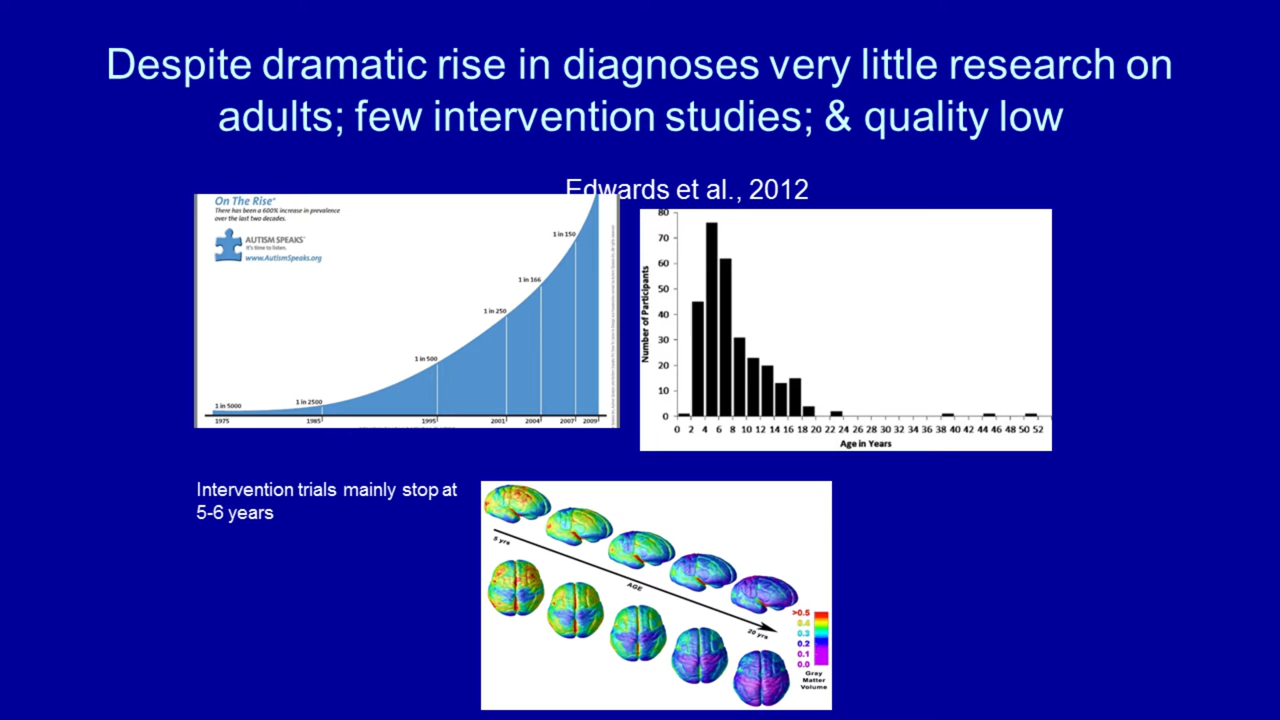 Despite dramatic rise in diagnoses very little research on
adults; few intervention studies; & quality low
Edwards et al., 2012
On The Rise*
There has been a 600% increase in prevalence
over the last two decades.
AUTISM SPEAKS™
It's time to listen.
www.AutismSpeaks.org
1 in 5000
1 in 2500
1 in 500
1 in 250
1 in 166
1 in 150
1975 1985 1995 2001 2004 2007 2009
Number of Participants
80
70
60
50
40
30
20
10
0
0 2 4 6 8 10 12 14 16 18 20 22 24 26 28 30 32 34 36 38 40 42 44 46 48 50 52
Age in Years
Intervention trials mainly stop at
5-6 years
5 yrs
AGE
20 yrs
>0.5
0.4
0.3
0.2
0.1
0.0
Gray
Matter
Volume